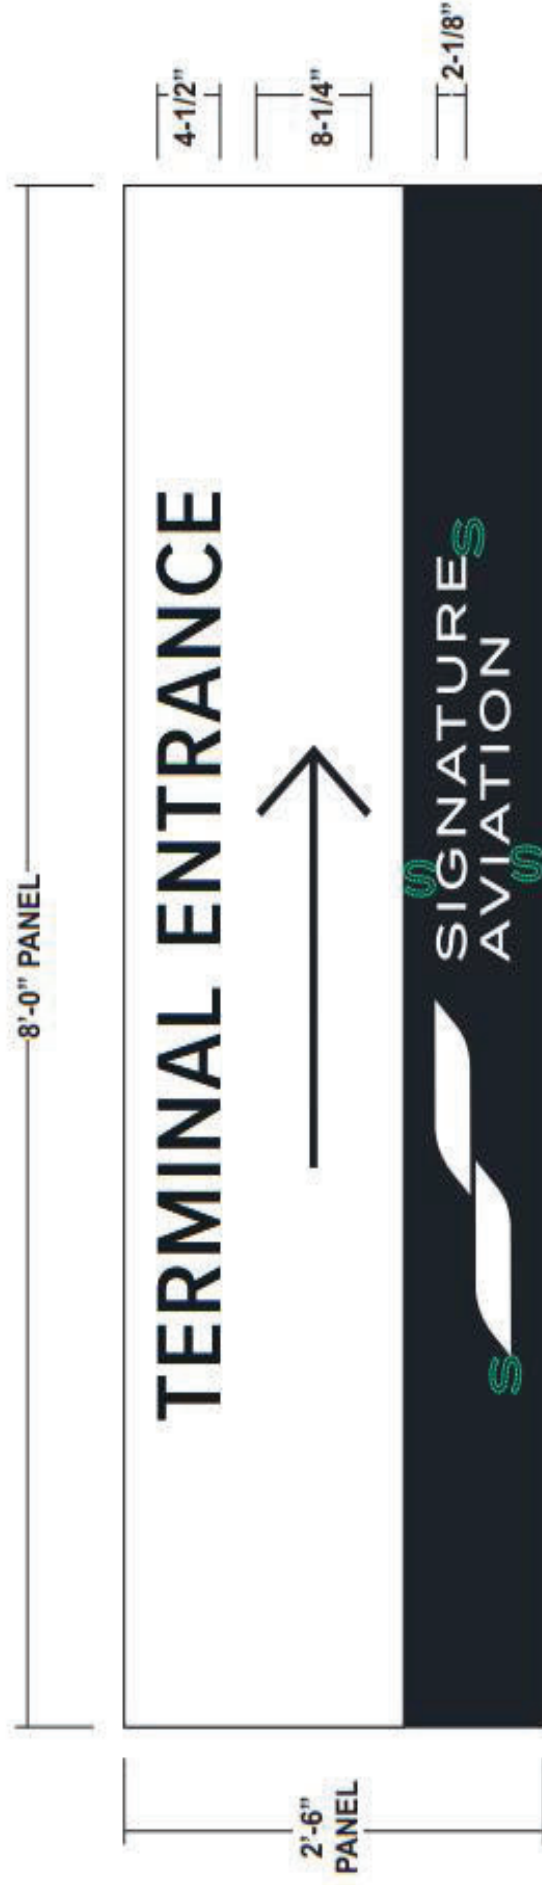 8'-0" PANEL
TERMINAL ENTRANCE
4-1/2"
8-1/4"
2'-6"
PANEL
SIGNATURE
AVIATION
2-1/8"
S
S
S
S